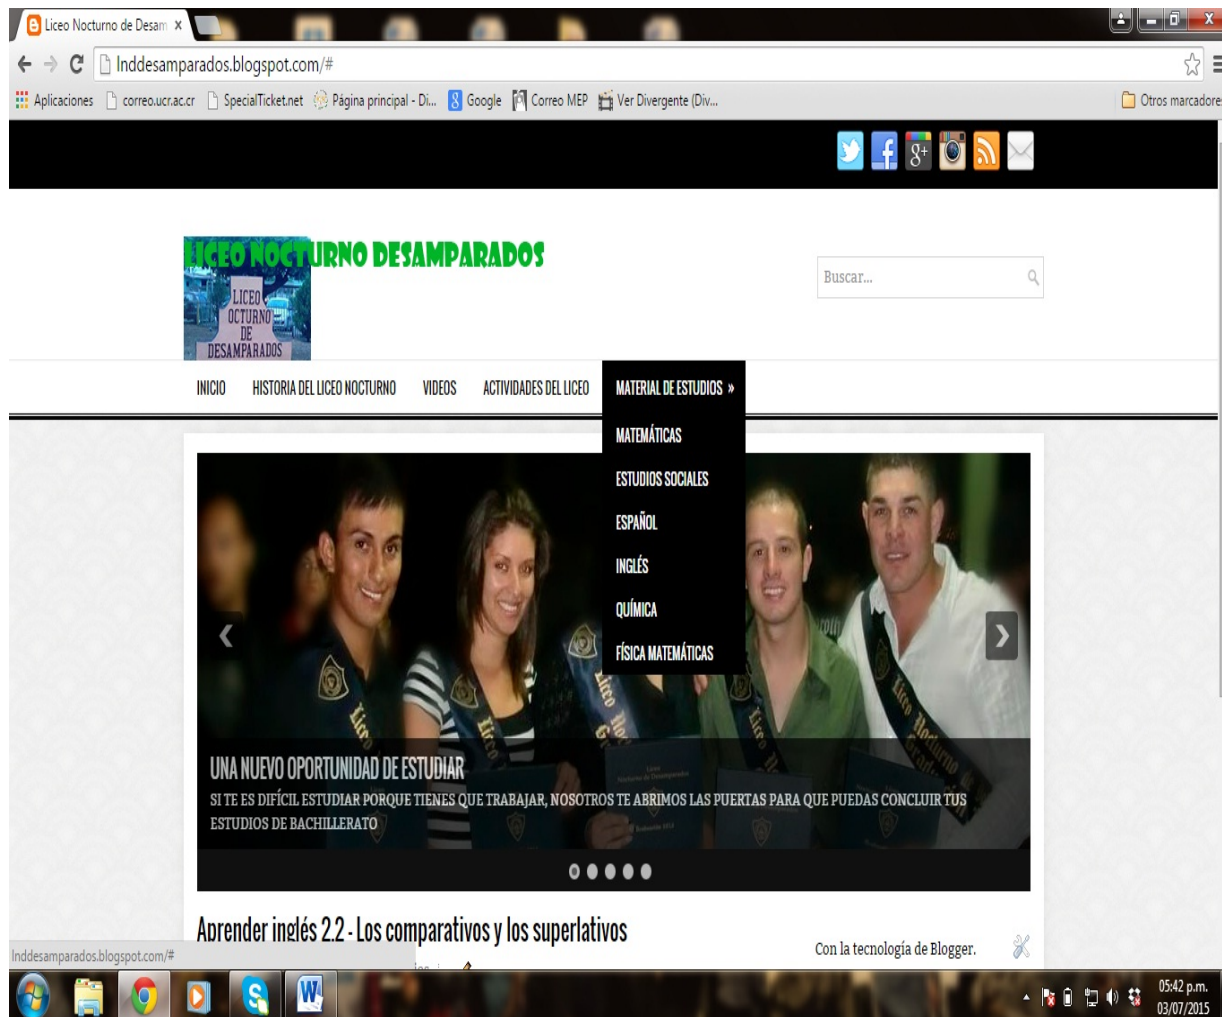 Liceo Nocturno de Desam
lnddesamparados.blogspot.com/#
Aplicaciones correo.ucr.ac.cr SpecialTicket.net Página principal - Di... Google Correo MEP Ver Divergente (Div... Otros marcadores
LICEO NOCTURNO DESAMPARADOS
LICEO
OCTURNO
DE
DESAMPARADOS
Buscar...
INICIO HISTORIA DEL LICEO NOCTURNO VIDEOS ACTIVIDADES DEL LICEO MATERIAL DE ESTUDIOS »
MATEMÁTICAS
ESTUDIOS SOCIALES
ESPAÑOL
INGLÉS
QUÍMICA
FÍSICA MATEMÁTICAS
UNA NUEVO OPORTUNIDAD DE ESTUDIAR
SI TE ES DIFÍCIL ESTUDIAR PORQUE TIENES QUE TRABAJAR, NOSOTROS TE ABRIMOS LAS PUERTAS PARA QUE PUEDAS CONCLUIR TUS
ESTUDIOS DE BACHILLERATO
Aprender inglés 2.2 - Los comparativos y los superlativos
Con la tecnología de Blogger.
lnddesamparados.blogspot.com/#
05:42 p.m.
03/07/2015